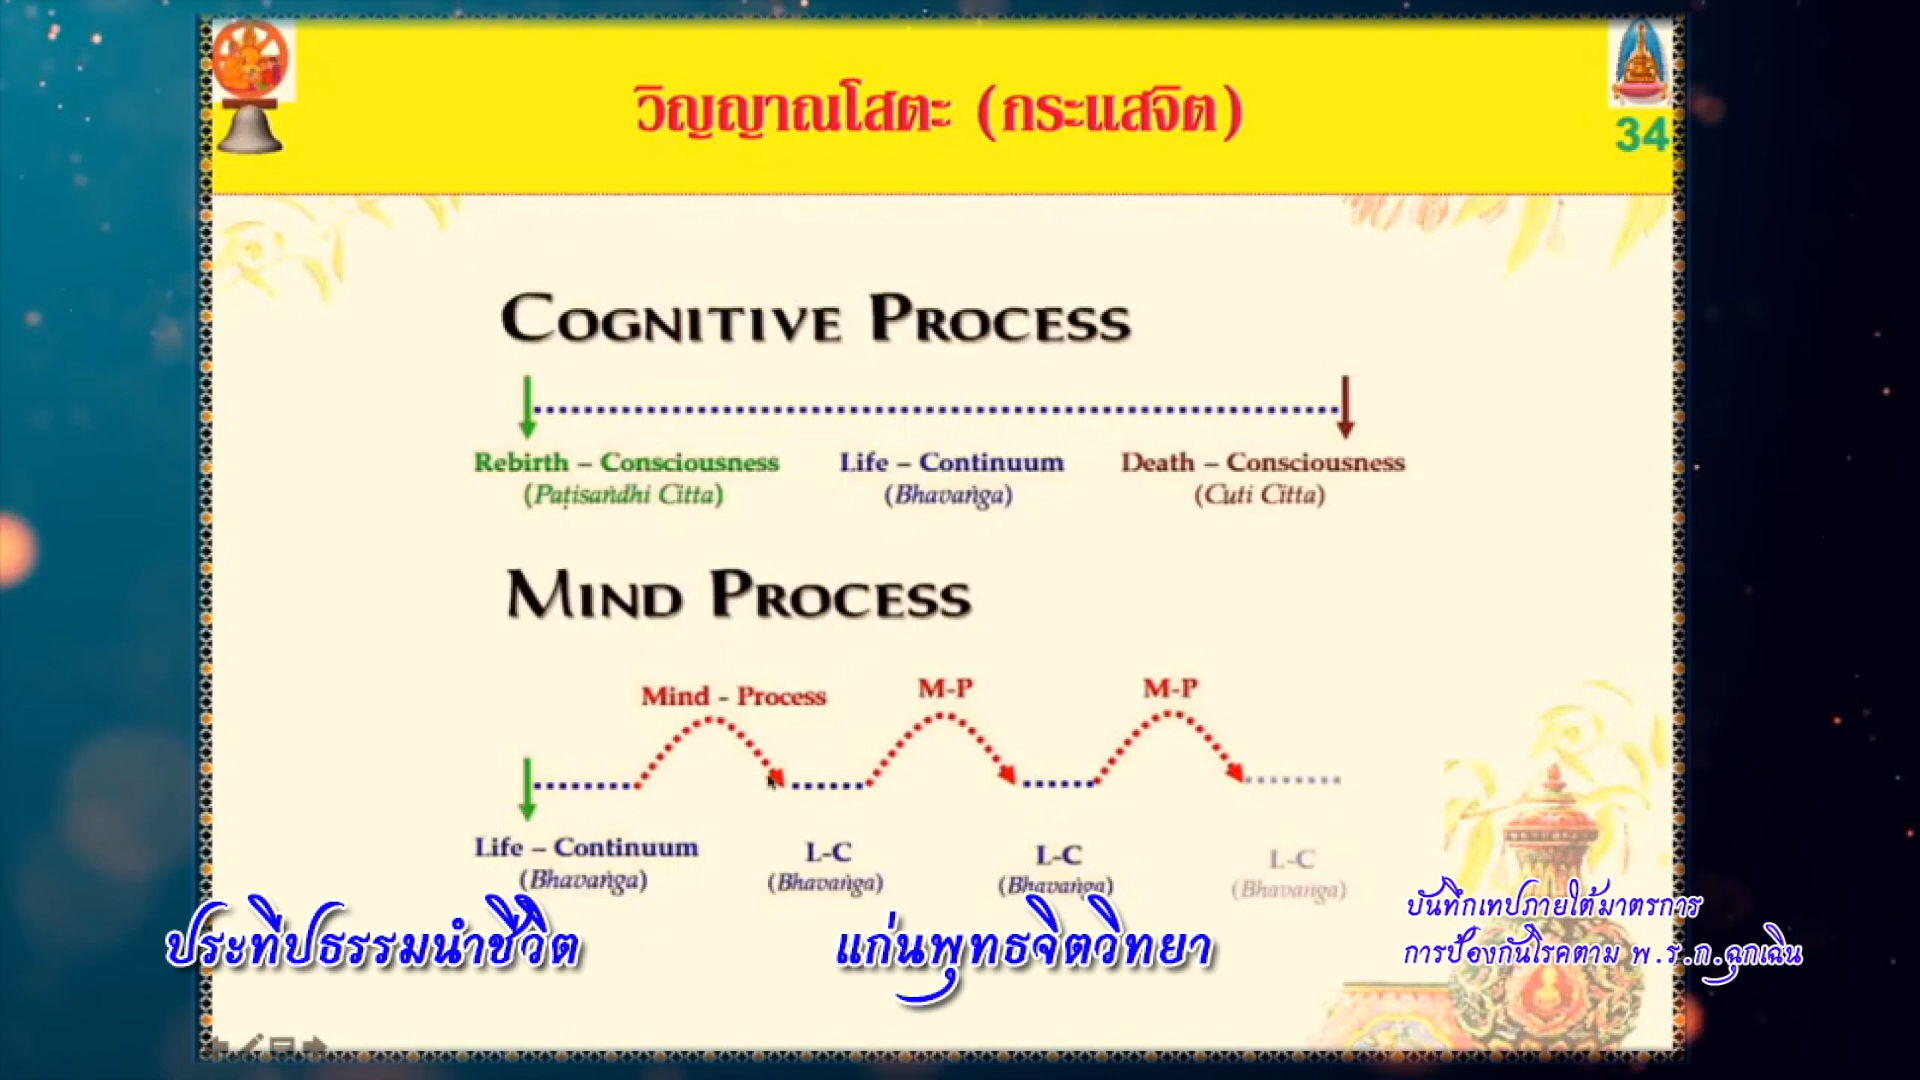 วิญญาณโสตะ (กระแสจิต)
34
COGNITIVE PROCESS
Rebirth – Consciousness
(Paṭisaṅdhi Citta)
Life – Continuum
(Bhavaṅga)
Death – Consciousness
(Cuti Citta)
MIND PROCESS
Mind - Process
M-P
M-P
Life – Continuum
(Bhavaṅga)
L-C
(Bhavaṅga)
L-C
(Bhavaṅga)
L-C
(Bhavaṅga)
ประทีปธรรมนำชีวิต
แก่นพุทธจิตวิทยา
บันทึกเทปภายใต้มาตรการ
การป้องกันโรคตาม พ.ร.ก.ฉุกเฉิน